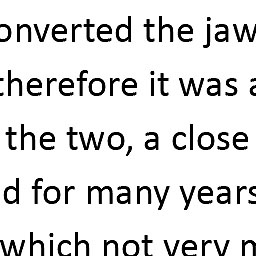 onverted the jaw
therefore it was a
the two, a close
d for many years
which not very m